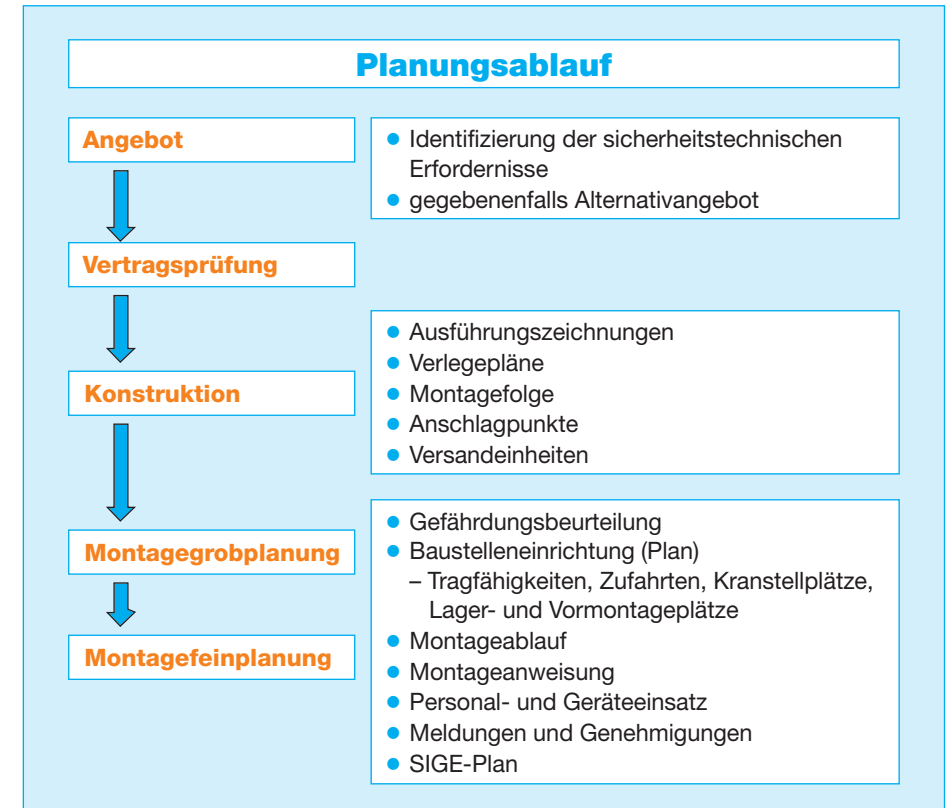 Planungsablauf
Angebot
● Identifizierung der sicherheitstechnischen
Erfordernisse
● gegebenenfalls Alternativangebot
Vertragsprüfung
Konstruktion
● Ausführungszeichnungen
● Verlegepläne
● Montagefolge
● Anschlagpunkte
● Versandeinheiten
Montagegrobplanung
Montagefeinplanung
● Gefährdungsbeurteilung
● Baustelleneinrichtung (Plan)
– Tragfähigkeiten, Zufahrten, Kranstellplätze,
Lager- und Vormontageplätze
● Montageablauf
● Montageanweisung
● Personal- und Geräteeinsatz
● Meldungen und Genehmigungen
● SIGE-Plan